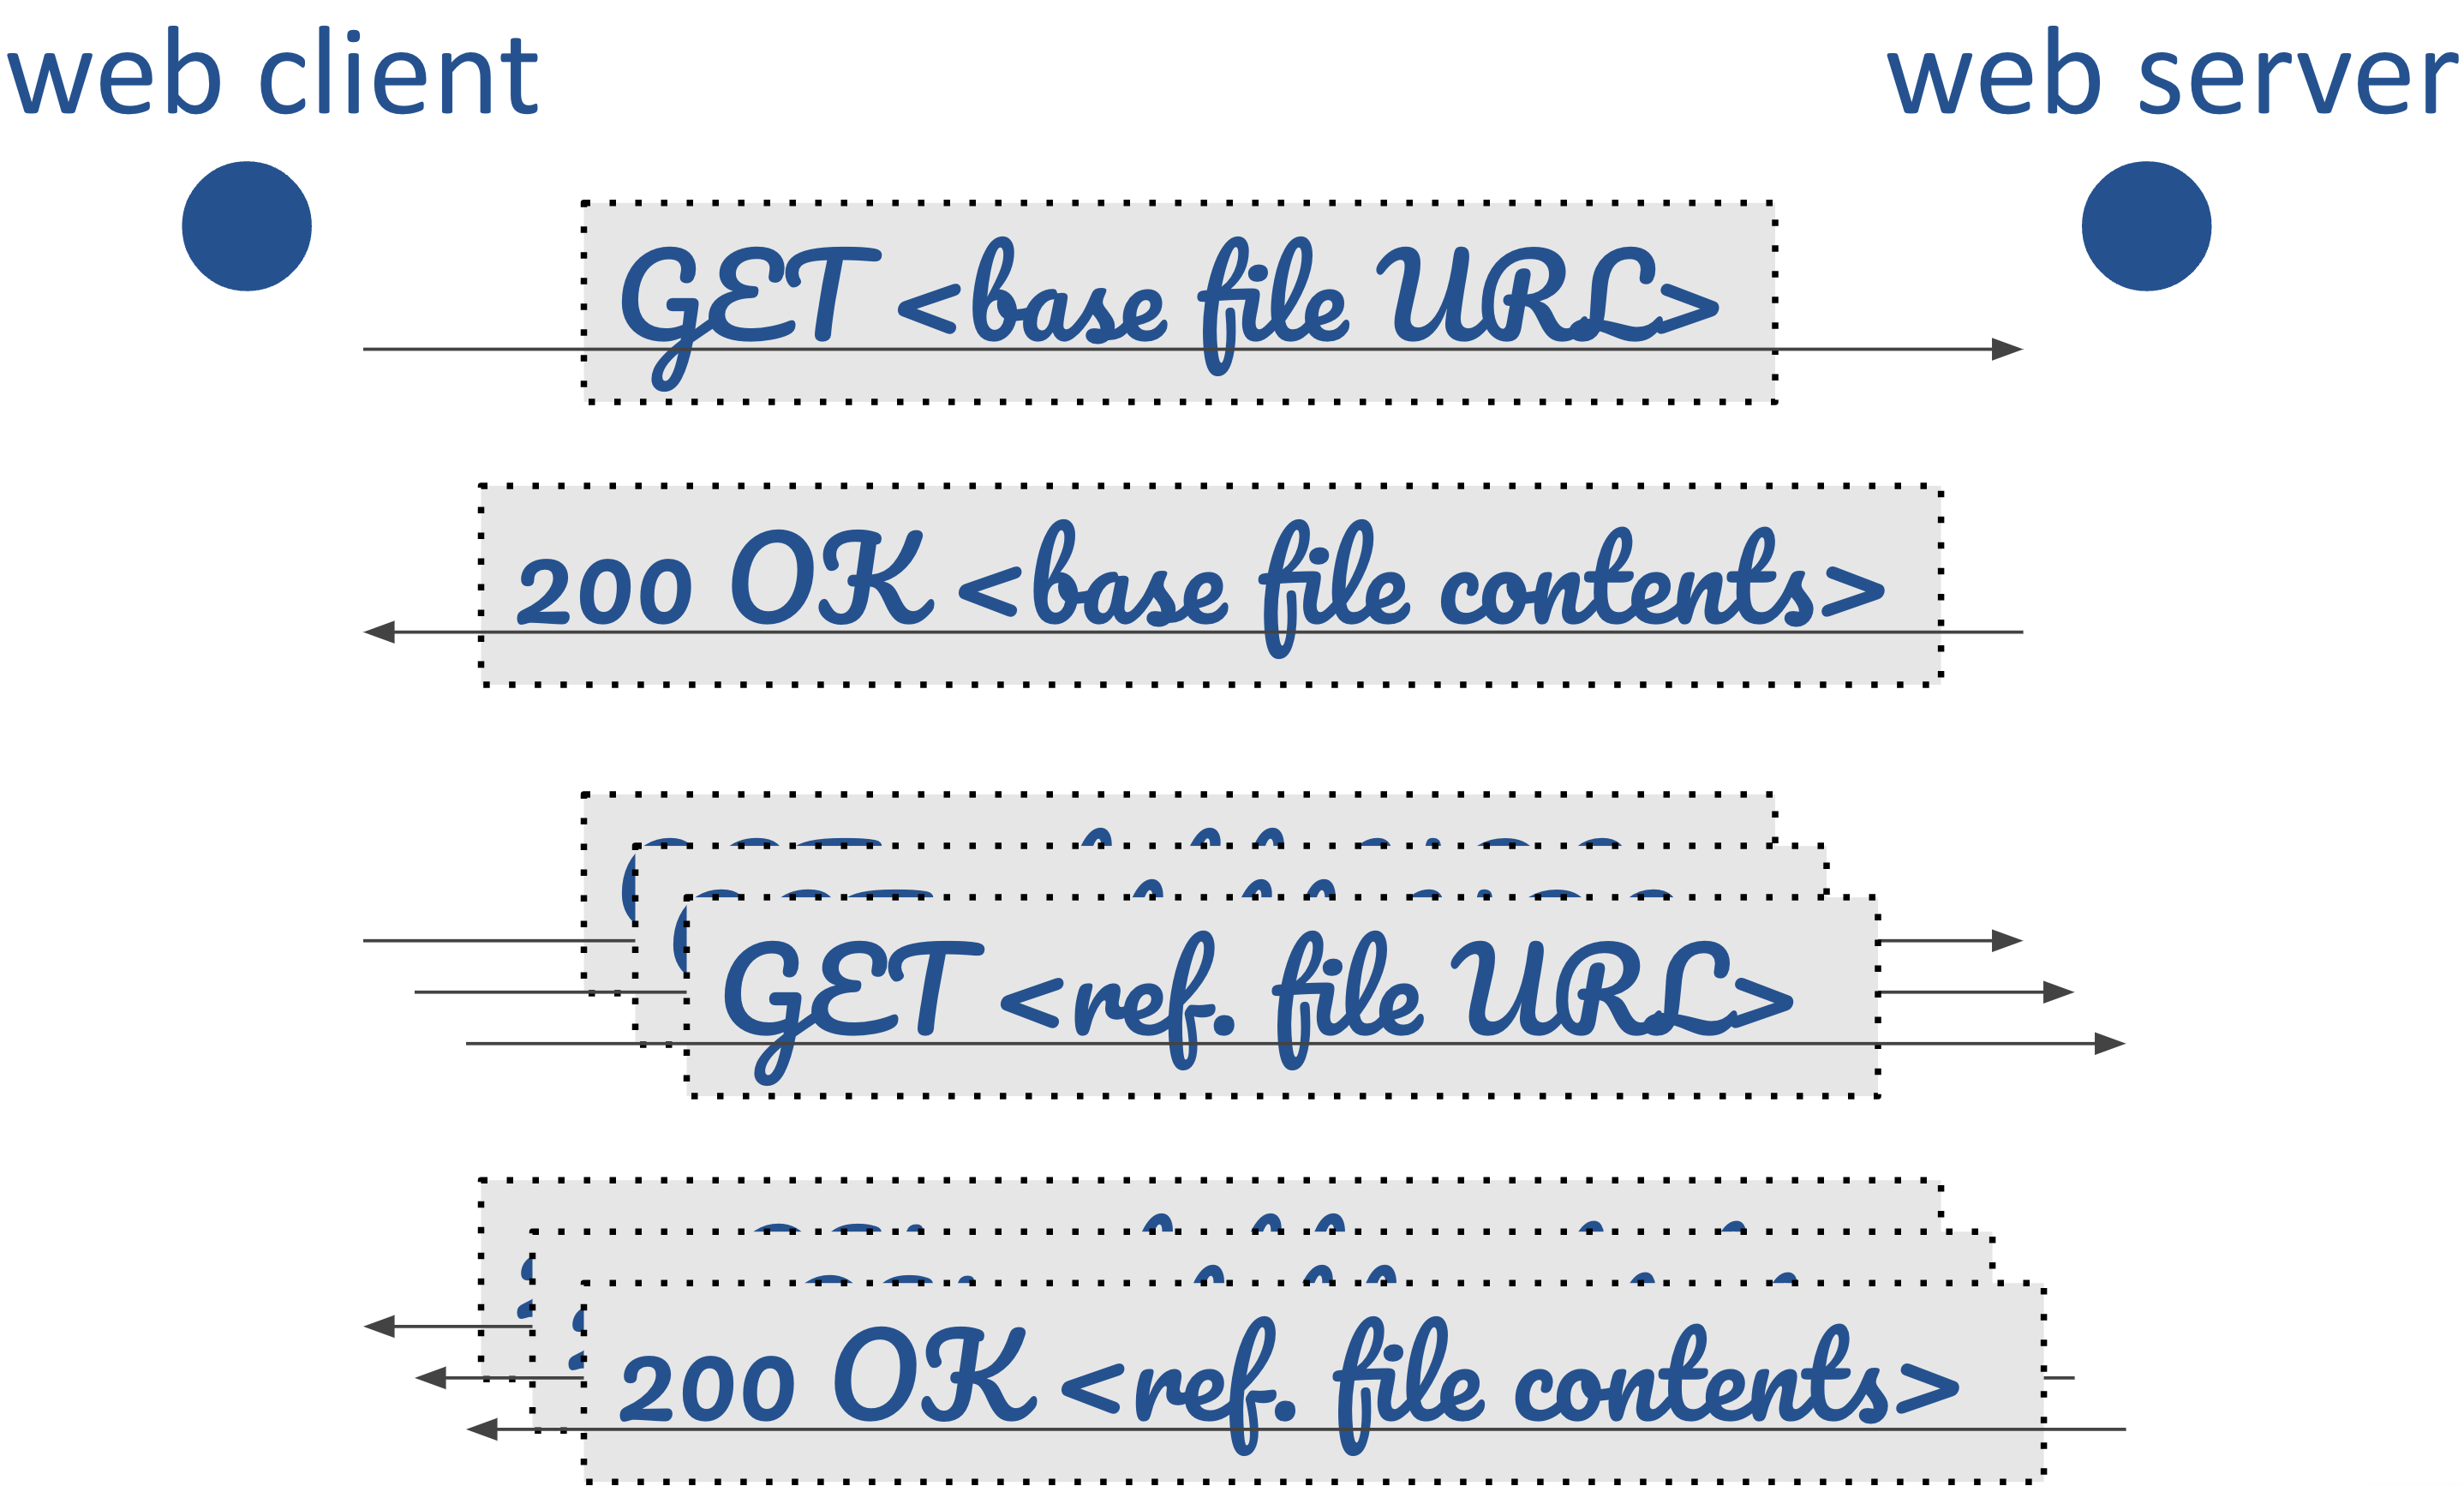 web client
web server
GET <base file URL>
200 OK <base file contents>
GET <ref. file URL>
200 OK <ref. file contents>